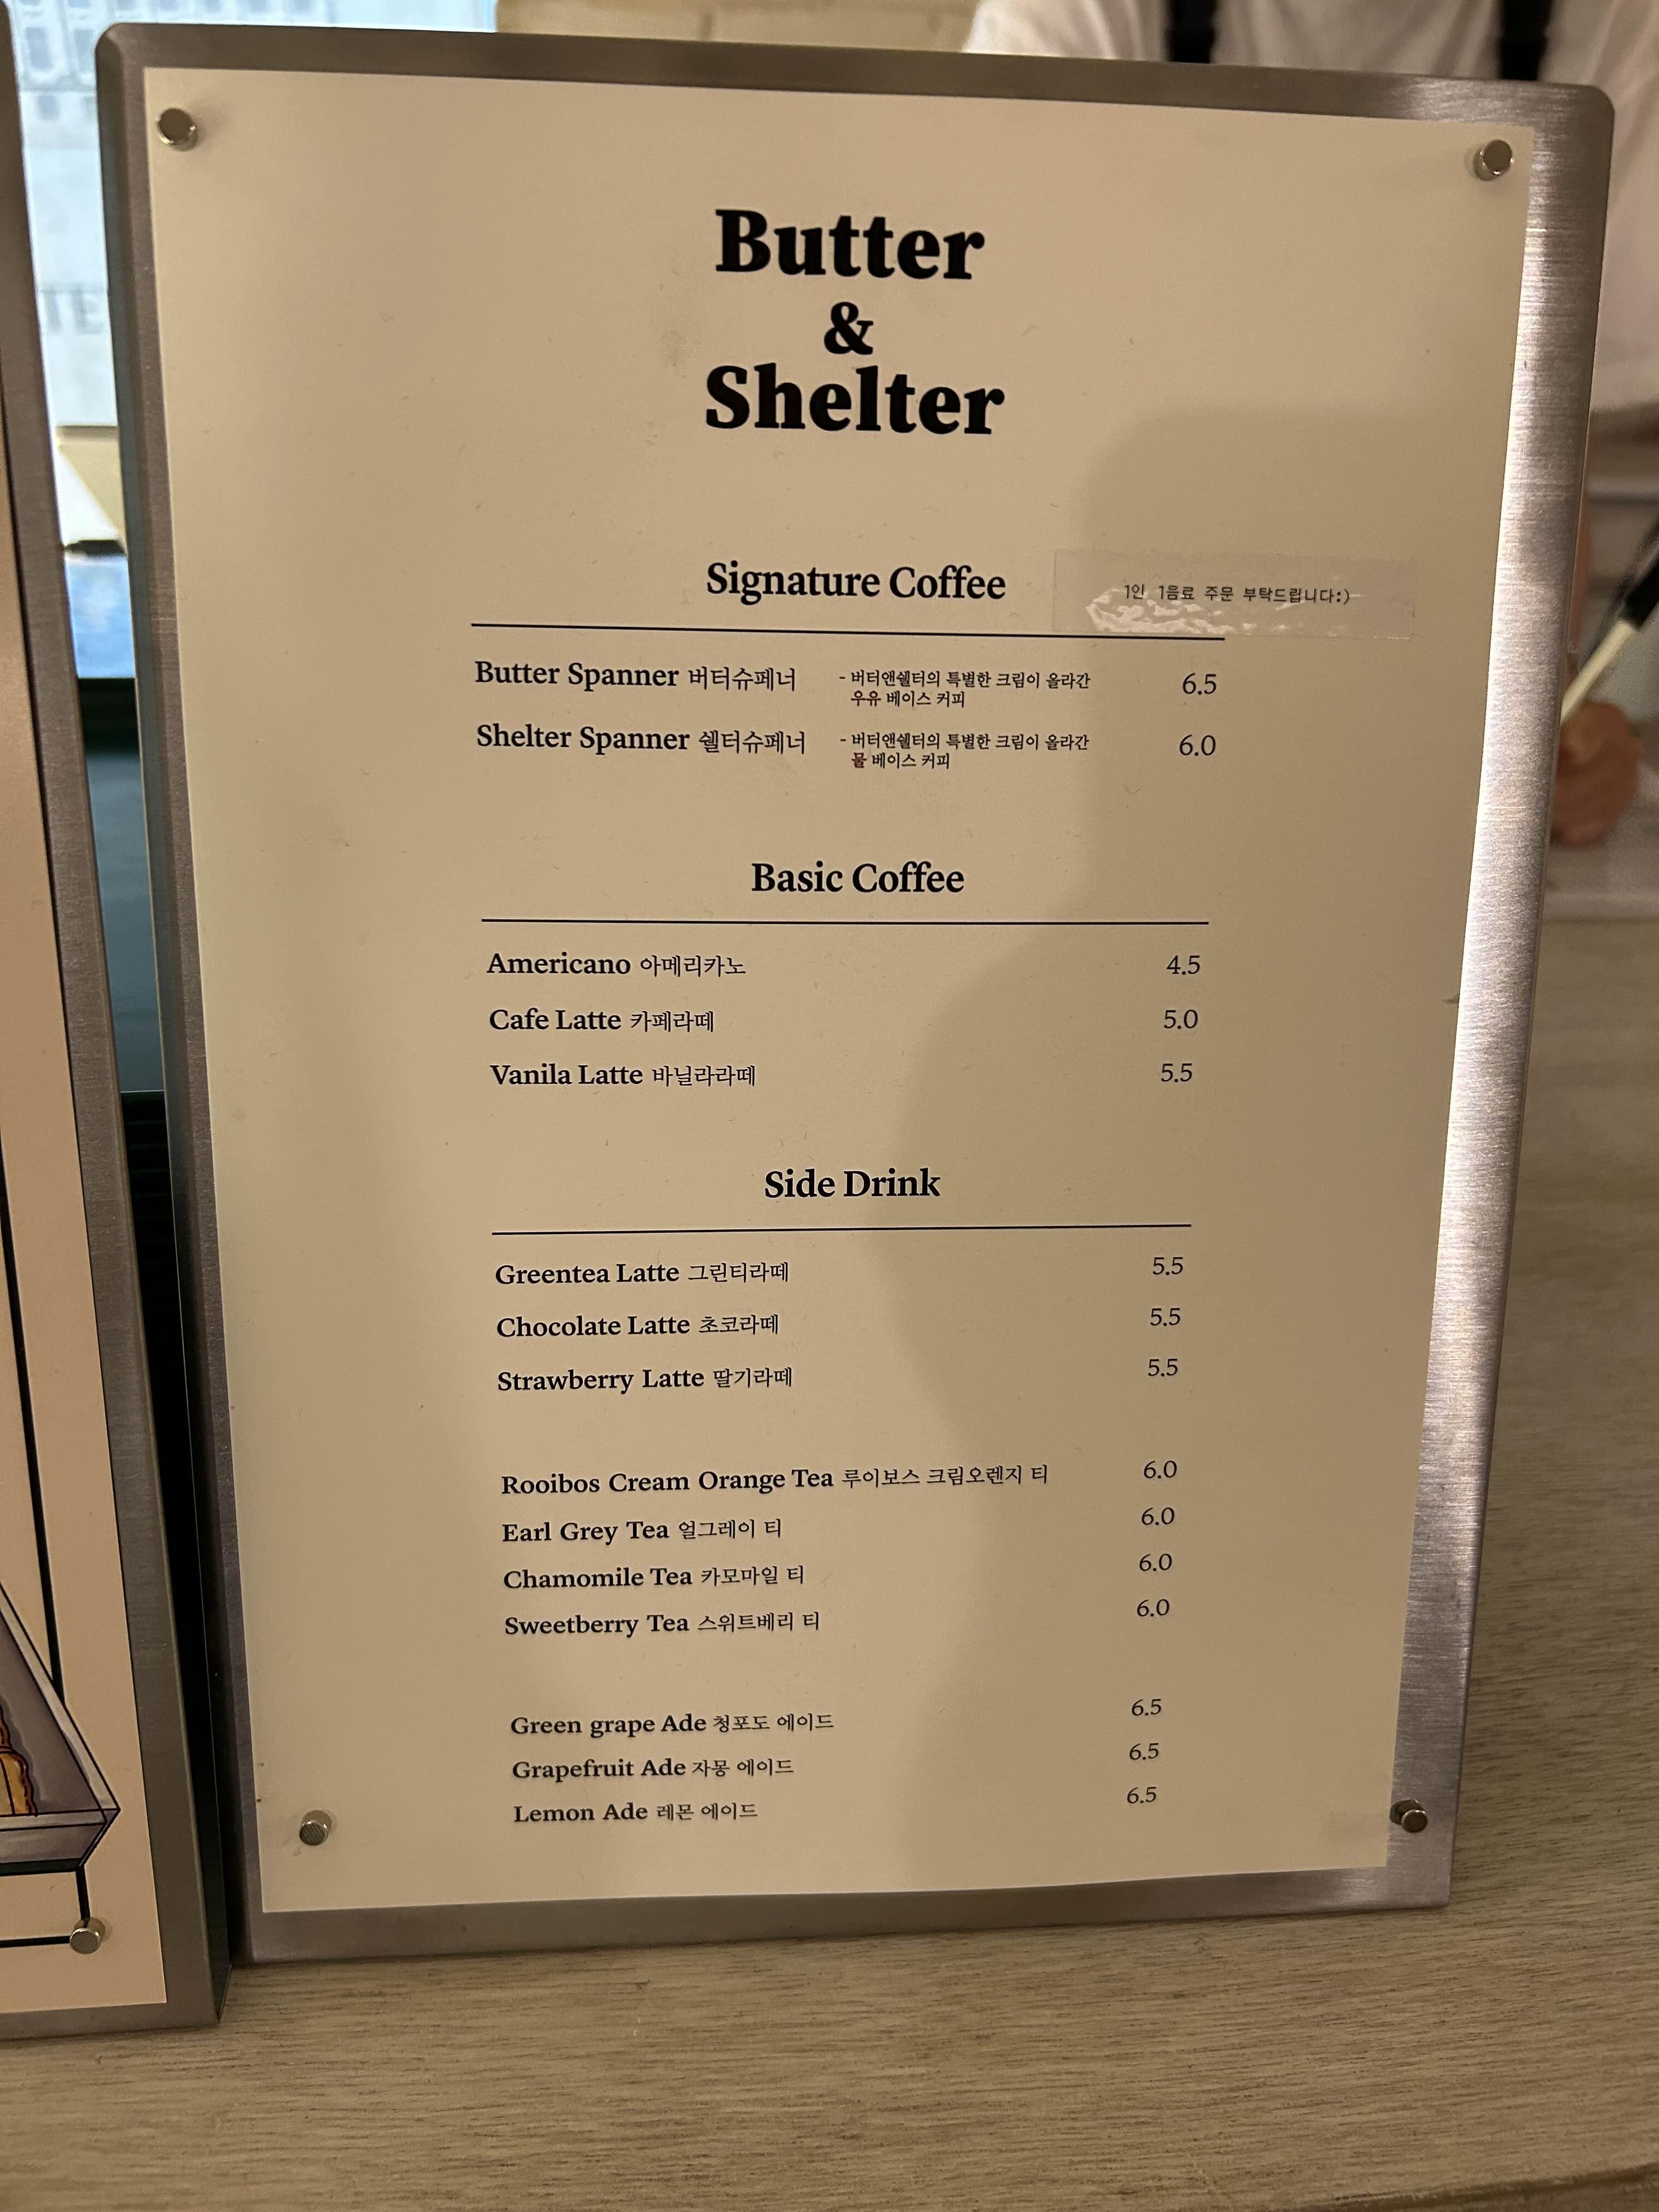 Butter
&
Shelter
Signature Coffee
1인 1음료 주문 부탁드립니다:)
Butter Spanner 버터슈페너 - 버터앤쉘터의 특별한 크림이 올라간 6.5
우유 베이스 커피
Shelter Spanner 쉘터슈페너 - 버터앤쉘터의 특별한 크림이 올라간 6.0
물 베이스 커피
Basic Coffee
Americano 아메리카노 4.5
Cafe Latte 카페라떼 5.0
Vanila Latte 바닐라라떼 5.5
Side Drink
Greentea Latte 그린티라떼 5.5
Chocolate Latte 초코라떼 5.5
Strawberry Latte 딸기라떼 5.5
Rooibos Cream Orange Tea 루이보스 크림오렌지 티 6.0
Earl Grey Tea 얼그레이 티 6.0
Chamomile Tea 카모마일 티 6.0
Sweetberry Tea 스위트베리 티 6.0
Green grape Ade 청포도 에이드 6.5
Grapefruit Ade 자몽 에이드 6.5
Lemon Ade 레몬 에이드 6.5